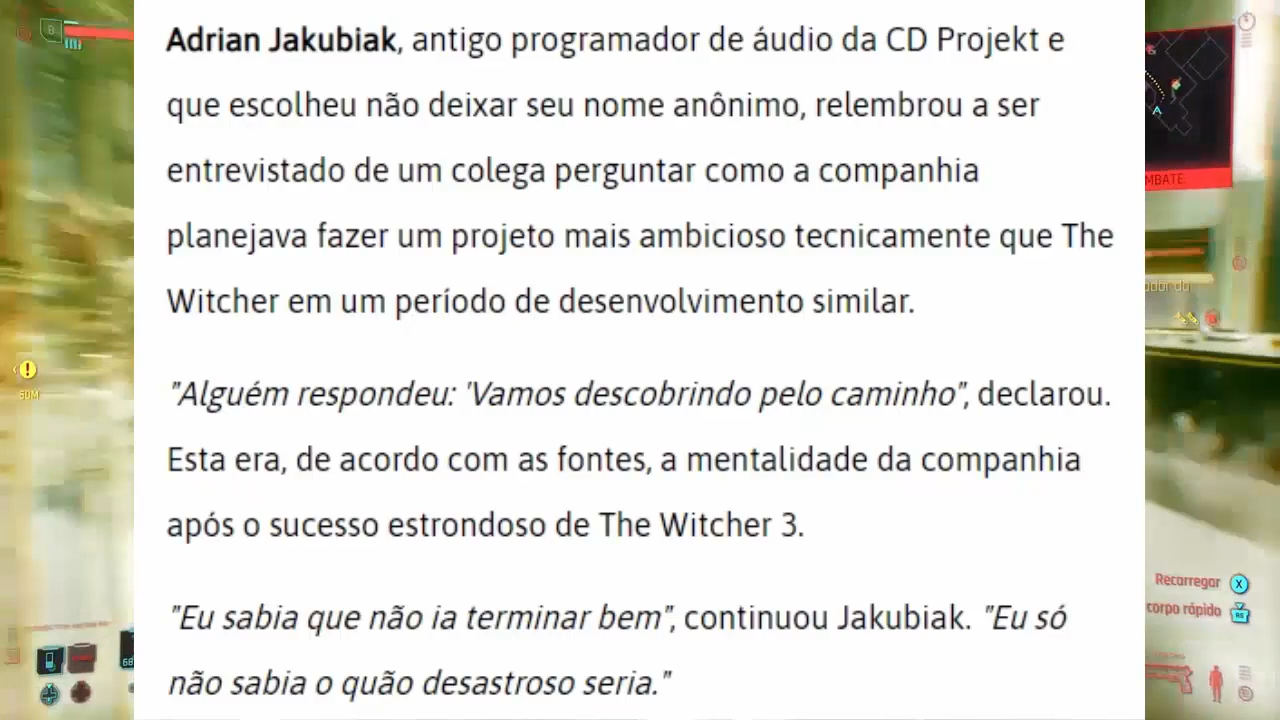 Adrian Jakubiak, antigo programador de áudio da CD Projekt e
que escolheu não deixar seu nome anônimo, relembrou a ser
entrevistado de um colega perguntar como a companhia
planejava fazer um projeto mais ambicioso tecnicamente que The
Witcher em um período de desenvolvimento similar.
"Alguém respondeu: 'Vamos descobrindo pelo caminho", declarou.
Esta era, de acordo com as fontes, a mentalidade da companhia
após o sucesso estrondoso de The Witcher 3.
"Eu sabia que não ia terminar bem", continuou Jakubiak. "Eu só
não sabia o quão desastroso seria."
B
MBATE
Recarregar X
corpo rápido